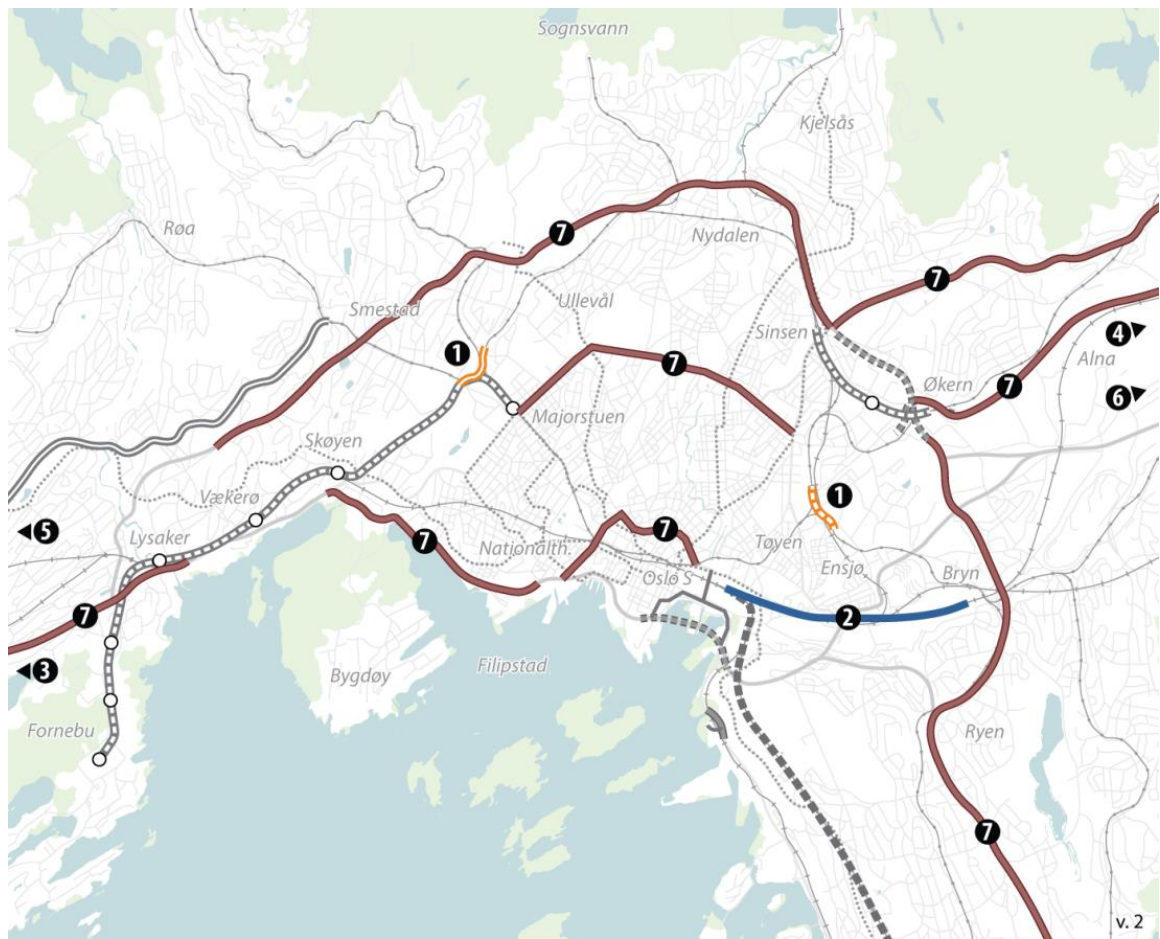 Sognsvann
Kjelsås
Røa
7
Nydalen
7
Smestad
Ullevål
Sinsen
4
Alna
1
7
7
Økern
6
Majorstuen
Skøyen
1
Vækerø
5
Lysaker
7
Nationalth.
7
Tøyen
Oslo S
Ensjø
Bryn
7
2
3
Bygdøy
Filipstad
Fornebu
Ryen
7
v. 2